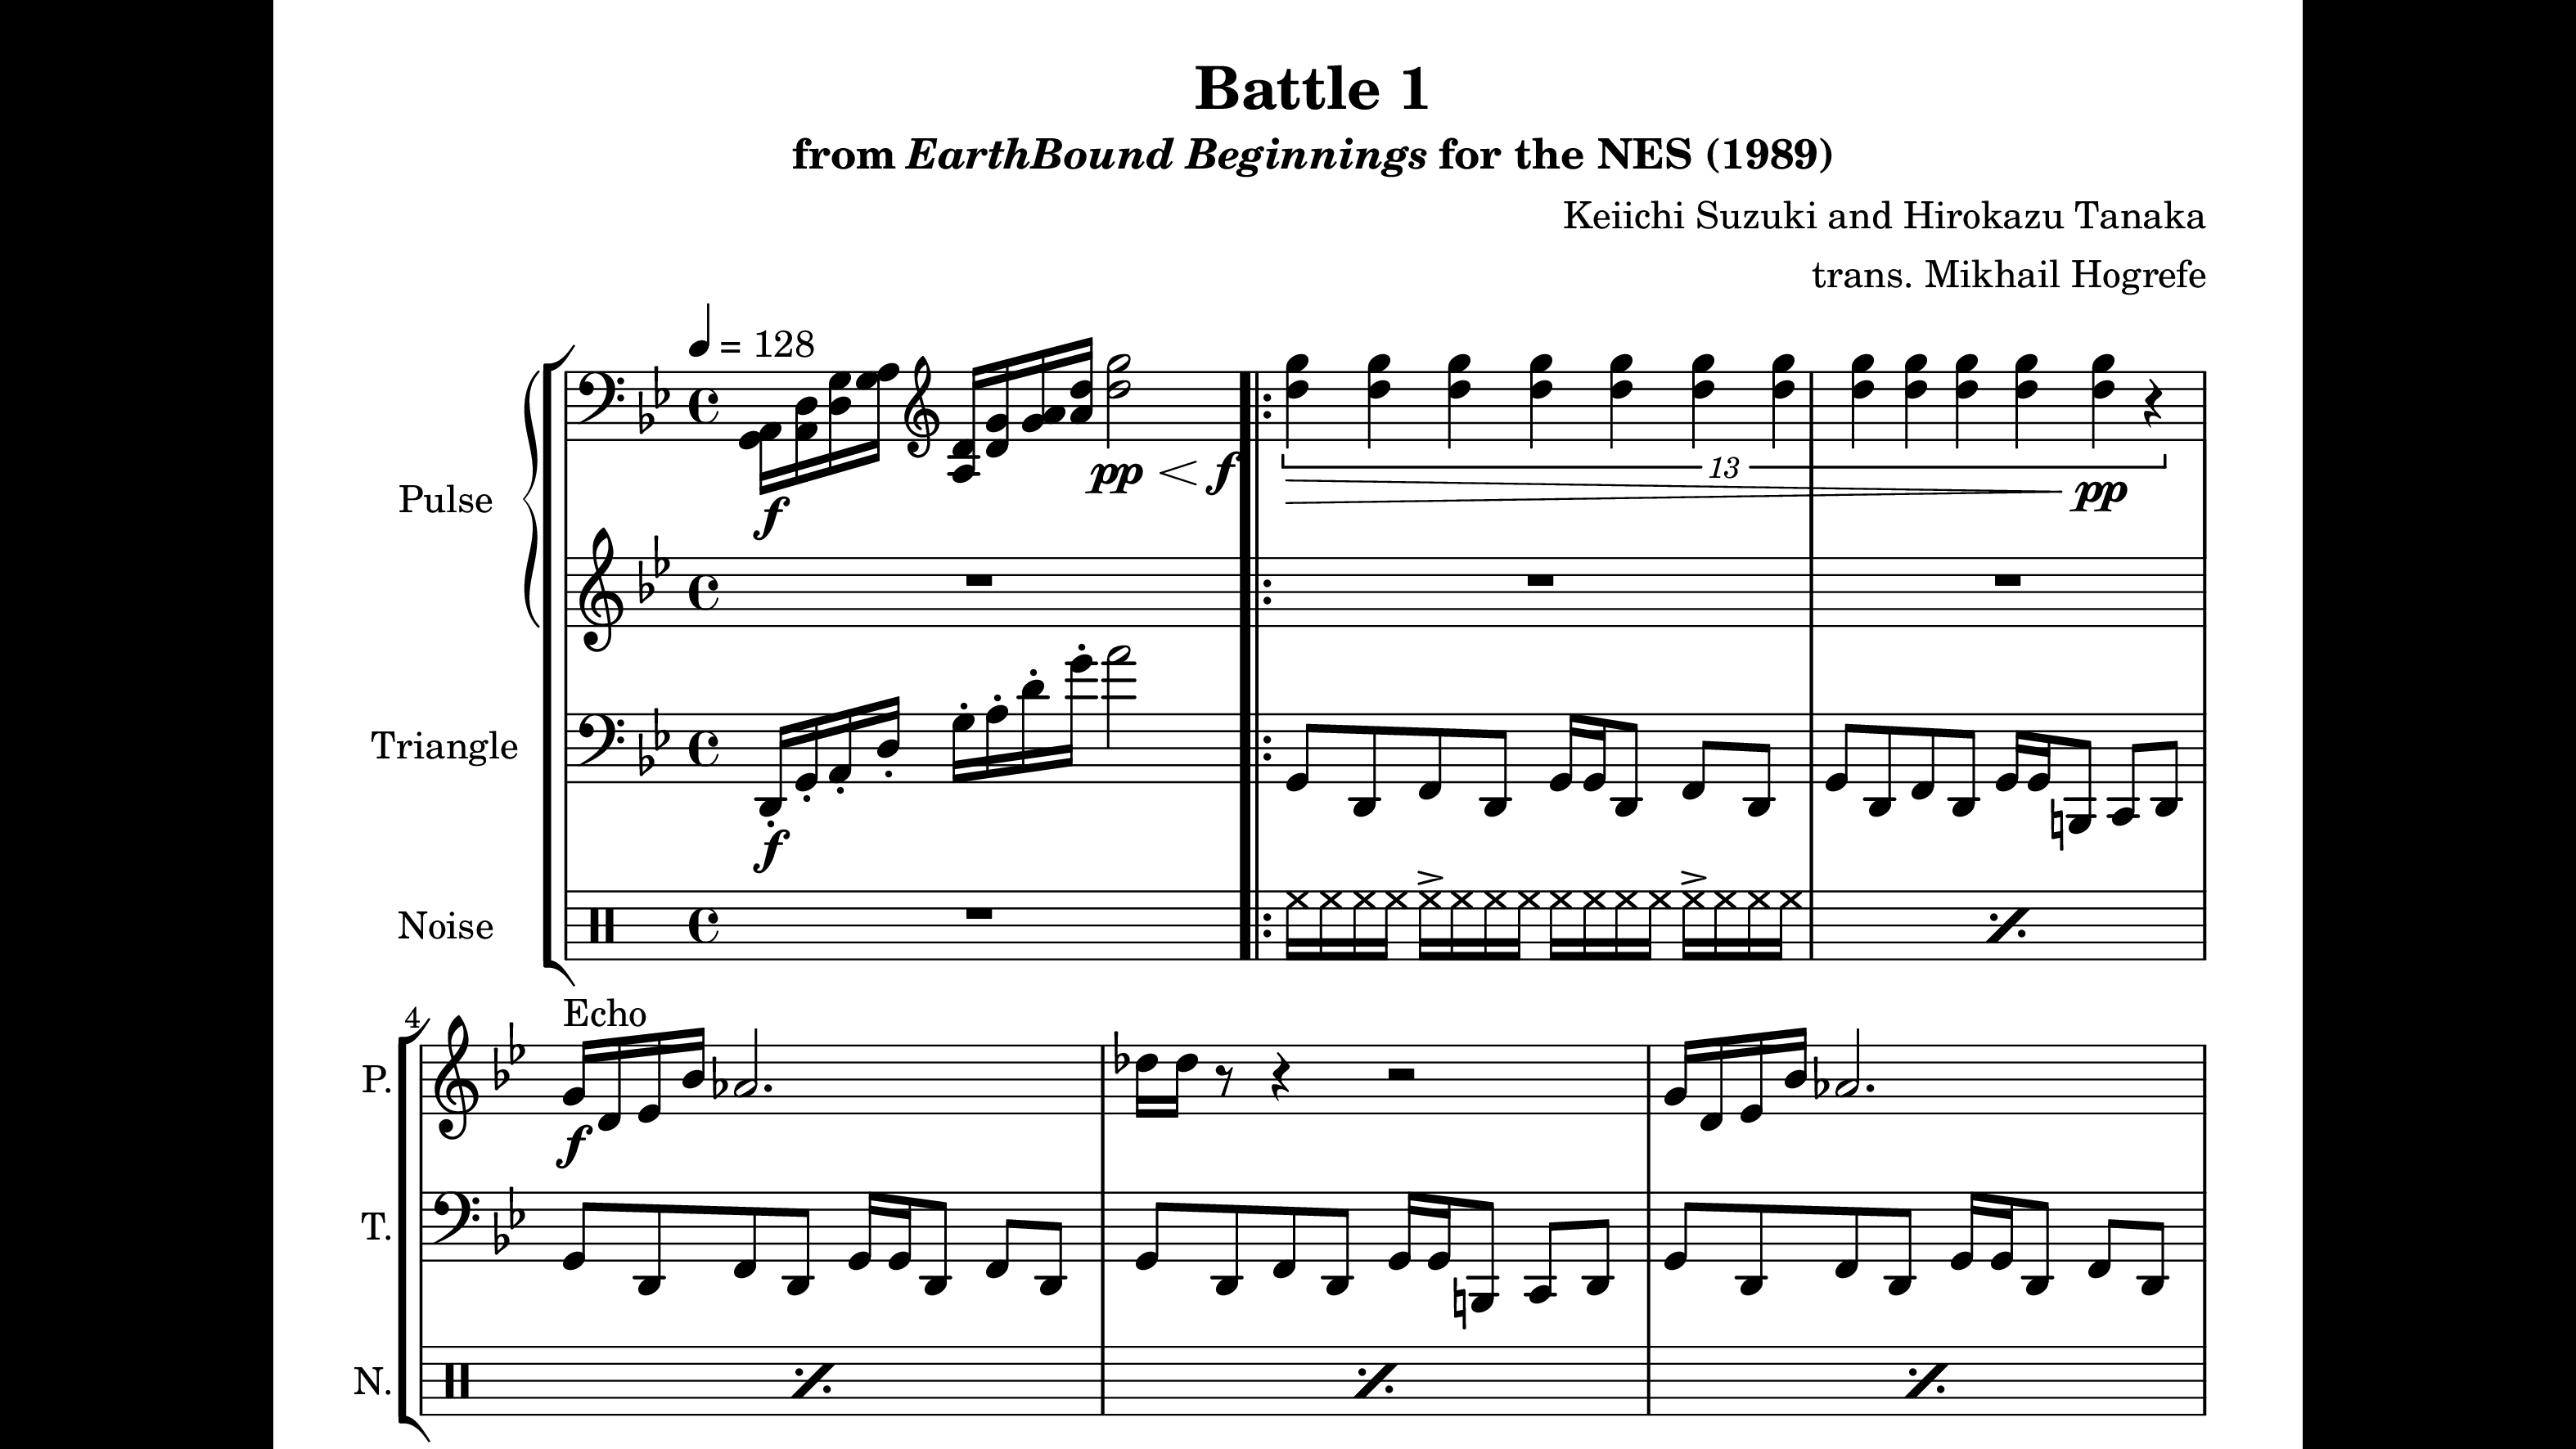 Battle 1
from EarthBound Beginnings for the NES (1989)
Keiichi Suzuki and Hirokazu Tanaka
trans. Mikhail Hogrefe
= 128
Pulse
f
pp
f
13
pp
Triangle
f
Noise
4
Echo
P.
f
T.
N.